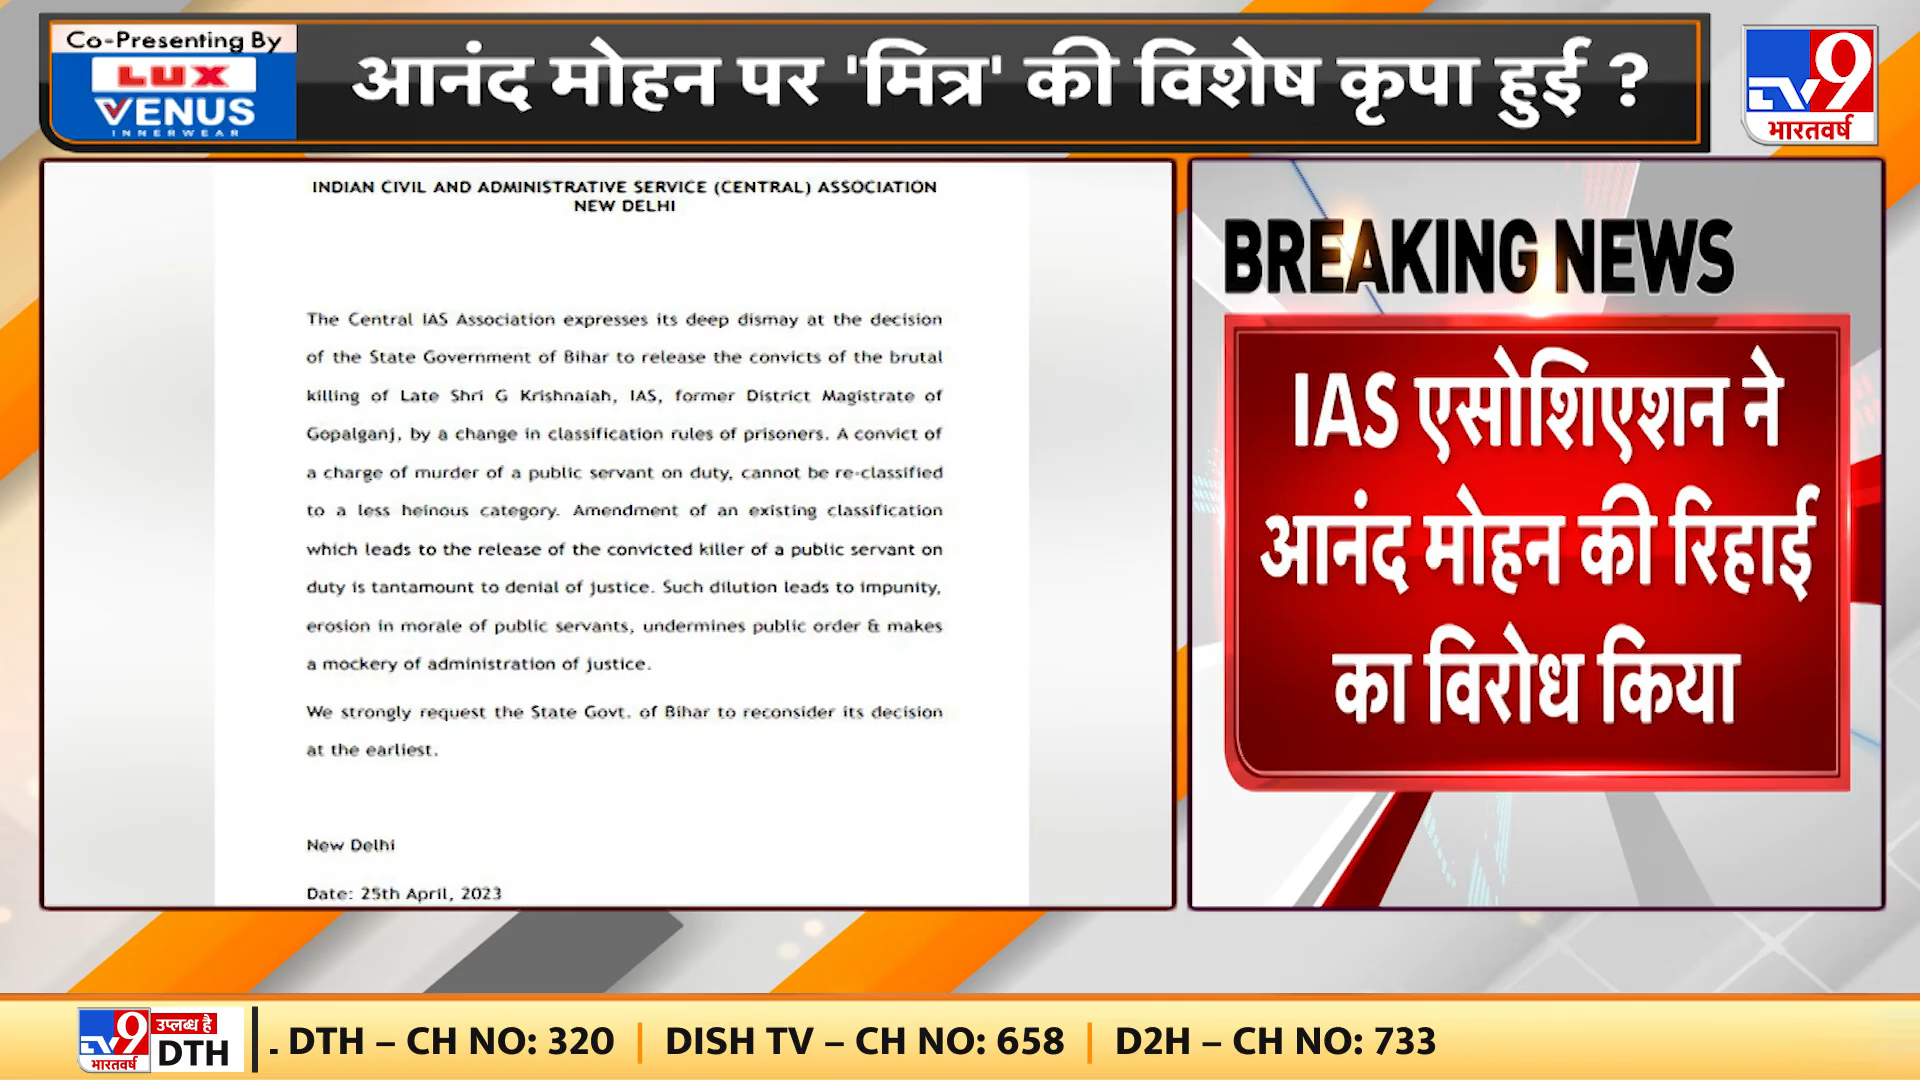 Co-Presenting By
LUX
VENUS
INNERWEAR
आनंद मोहन पर 'मित्र' की विशेष कृपा हुई ?
TV9
भारतवर्ष
INDIAN CIVIL AND ADMINISTRATIVE SERVICE (CENTRAL) ASSOCIATION
NEW DELHI
The Central IAS Association expresses its deep dismay at the decision
of the State Government of Bihar to release the convicts of the brutal
killing of Late Shri G Krishnaiah, IAS, former District Magistrate of
Gopalganj, by a change in classification rules of prisoners. A convict of
a charge of murder of a public servant on duty, cannot be re-classified
to a less heinous category. Amendment of an existing classification
which leads to the release of the convicted killer of a public servant on
duty is tantamount to denial of justice. Such dilution leads to impunity,
erosion in morale of public servants, undermines public order & makes
a mockery of administration of justice.
We strongly request the State Govt. of Bihar to reconsider its decision
at the earliest.
New Delhi
Date: 25th April, 2023
BREAKING NEWS
IAS एसोशिएशन ने
आनंद मोहन की रिहाई
का विरोध किया
TV9
भारतवर्ष
उप्लब्ध है
DTH
. DTH – CH NO: 320 | DISH TV – CH NO: 658 | D2H – CH NO: 733